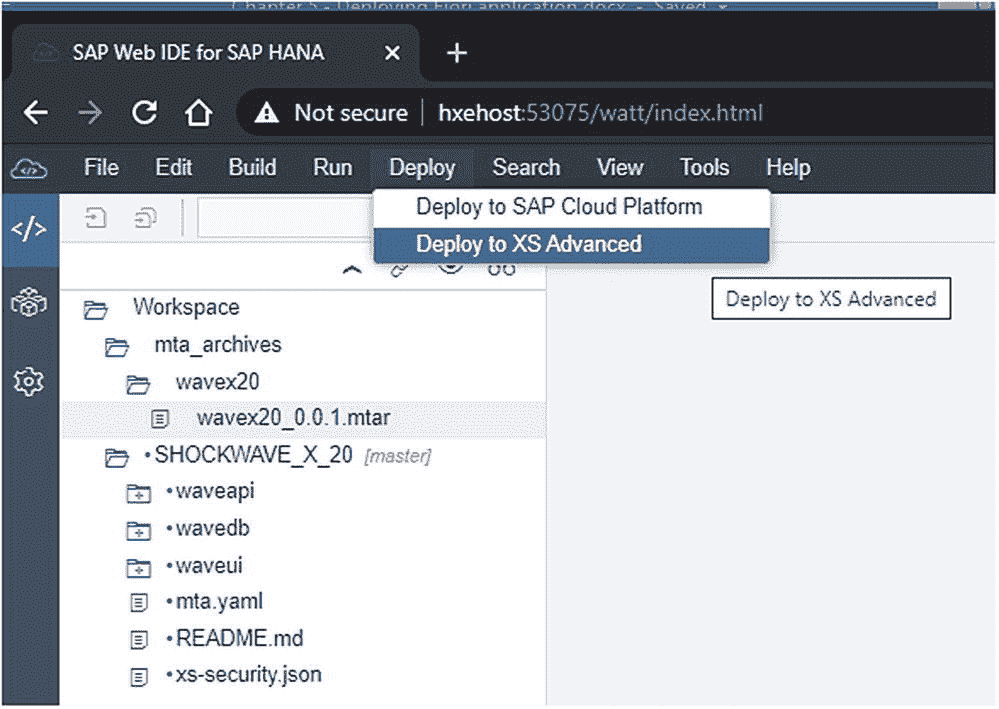 Chapter 5 - Deploying Fiori application.docx - Saved
SAP Web IDE for SAP HANA
Not secure hxehost:53075/watt/index.html
File Edit Build Run Deploy Search View Tools Help
Deploy to SAP Cloud Platform
Deploy to XS Advanced
Deploy to XS Advanced
Workspace
mta_archives
wavex20
wavex20_0.0.1.mtar
•SHOCKWAVE_X_20 [master]
•waveapi
•wavedb
•waveui
•mta.yaml
•README.md
•xs-security.json